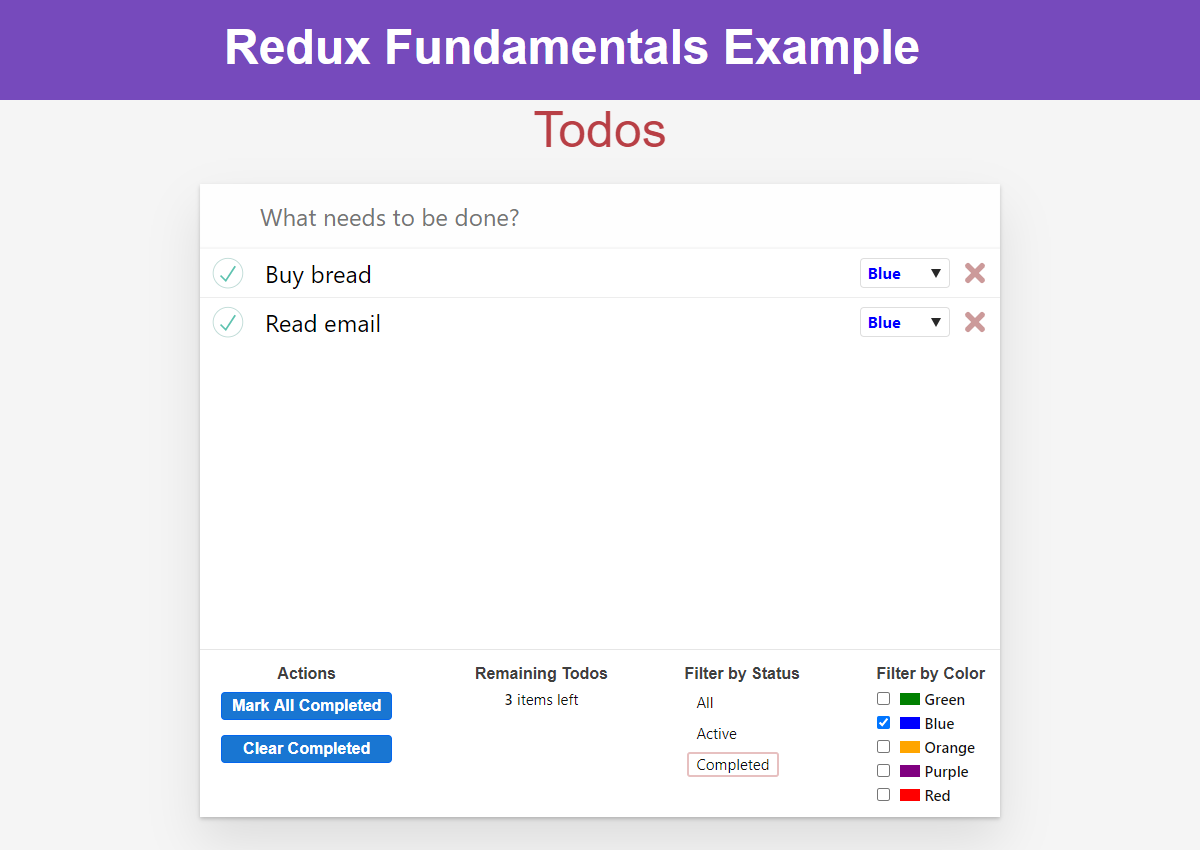 Redux Fundamentals Example
Todos
What needs to be done?
Buy bread Blue
Read email Blue
Actions
Mark All Completed
Clear Completed
Remaining Todos
3 items left
Filter by Status
All
Active
Completed
Filter by Color
Green
Blue
Orange
Purple
Red